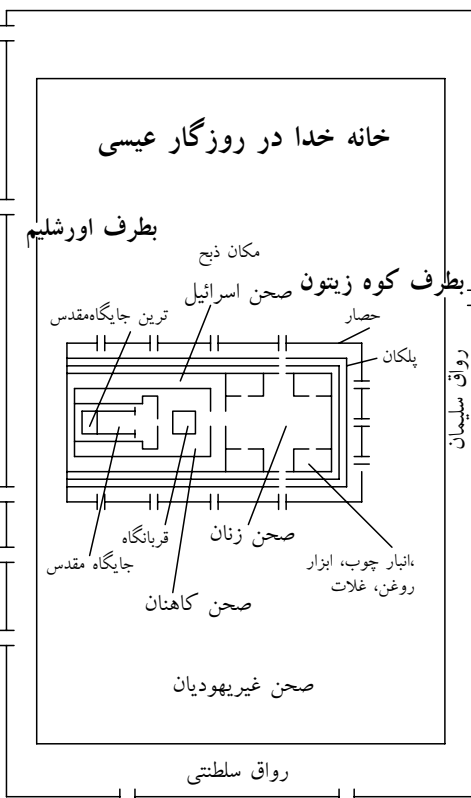 خانه خدا در روزگار عیسی
بطرف اورشلیم
مکان ذبح
بطرف کوه زیتون
صحن اسرائیل
ترین جایگاه‌مقدس
حصار
پلکان
رواق سلیمان
قربانگاه
صحن زنان
جایگاه مقدس
انبار چوب، ابزار،
روغن، غلات
صحن کاهنان
صحن غیریهودیان
رواق سلطنتی